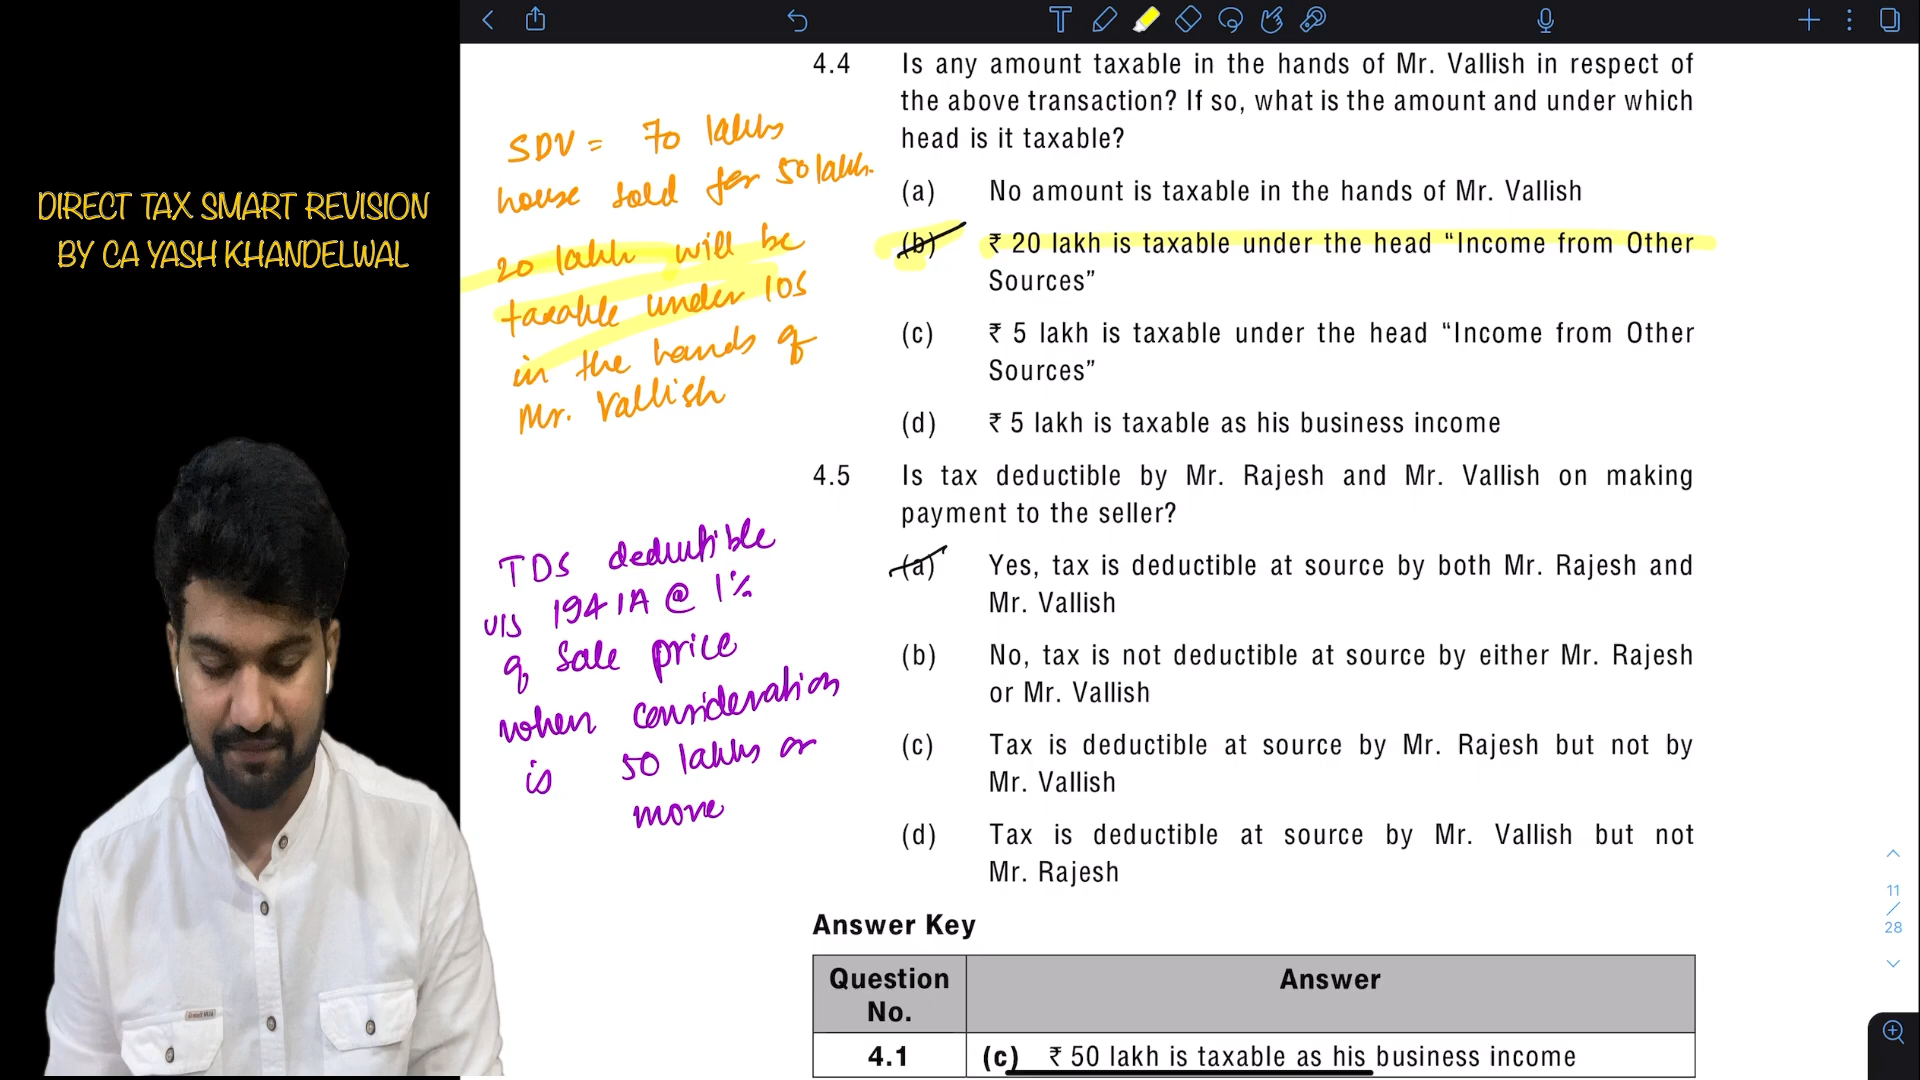 DIRECT TAX SMART REVISION
BY CA YASH KHANDELWAL
SDV = 70 lakhs
house sold for 50 lakh.
20 lakh will be
taxable under IOS
in the hands of
Mr. Vallish
TDS deductible
U/S 194 IA @ 1%
of sale price
when consideration
is 50 lakhs or
more
4.4 Is any amount taxable in the hands of Mr. Vallish in respect of
the above transaction? If so, what is the amount and under which
head is it taxable?
(a) No amount is taxable in the hands of Mr. Vallish
(b) ₹ 20 lakh is taxable under the head “Income from Other
Sources”
(c) ₹ 5 lakh is taxable under the head “Income from Other
Sources”
(d) ₹ 5 lakh is taxable as his business income
4.5 Is tax deductible by Mr. Rajesh and Mr. Vallish on making
payment to the seller?
(a) Yes, tax is deductible at source by both Mr. Rajesh and
Mr. Vallish
(b) No, tax is not deductible at source by either Mr. Rajesh
or Mr. Vallish
(c) Tax is deductible at source by Mr. Rajesh but not by
Mr. Vallish
(d) Tax is deductible at source by Mr. Vallish but not
Mr. Rajesh
Answer Key
Question Answer
No.
4.1 (c) ₹ 50 lakh is taxable as his business income
11
/
28